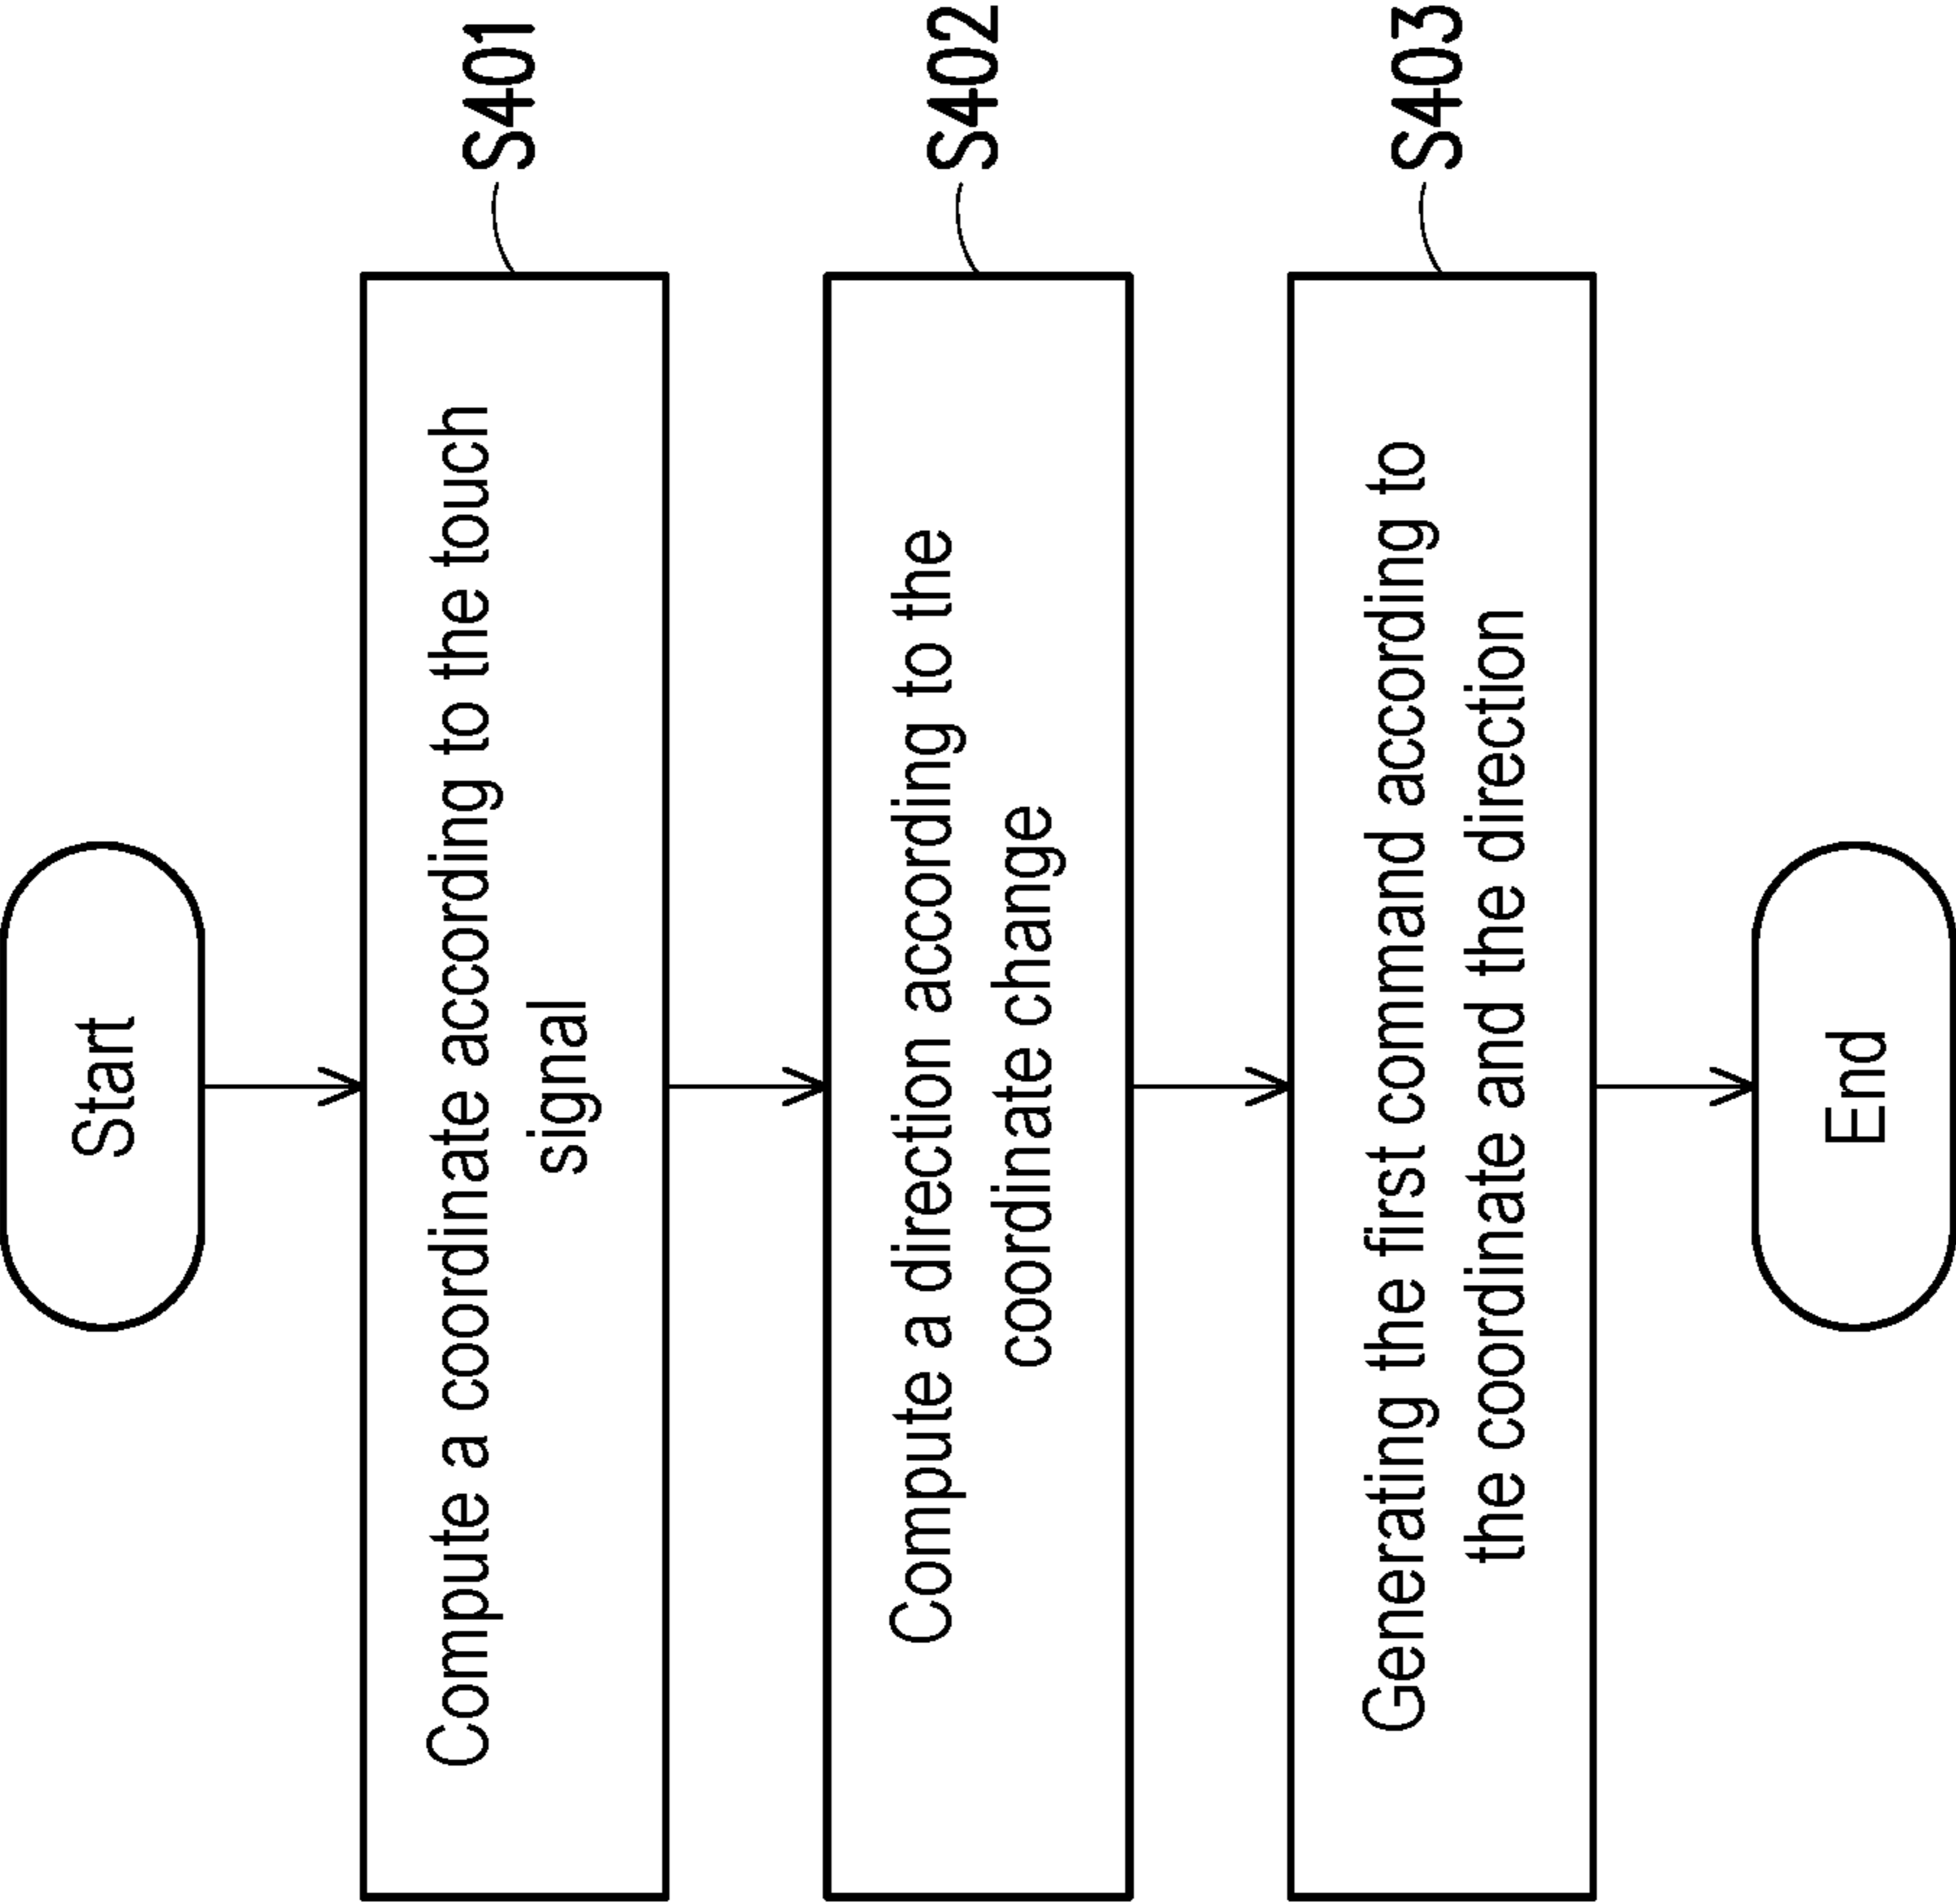 Start
Compute a coordinate according to the touch
signal
S401
Compute a direction according to the
coordinate change
S402
Generating the first command according to
the coordinate and the direction
S403
End